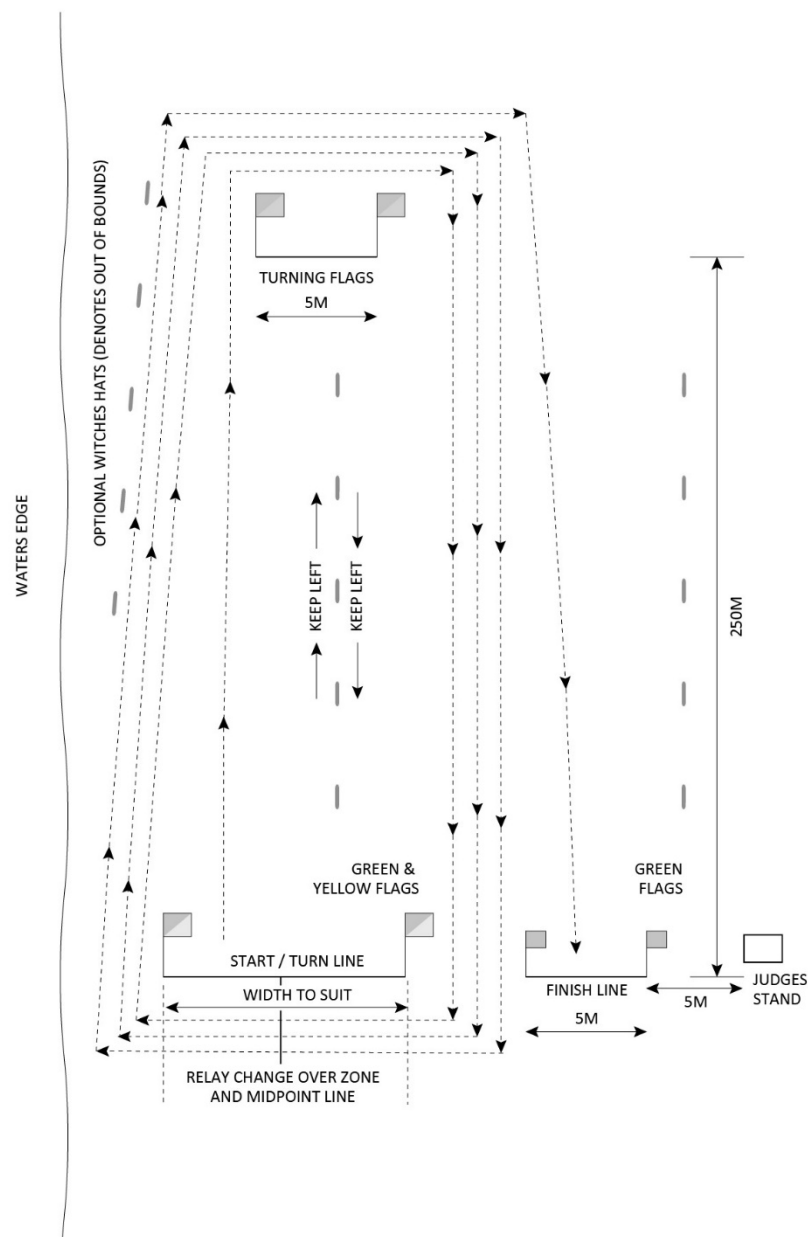 WATERS EDGE
OPTIONAL WITCHES HATS (DENOTES OUT OF BOUNDS)
TURNING FLAGS
5M
KEEP LEFT
KEEP LEFT
250M
GREEN &
YELLOW FLAGS
GREEN
FLAGS
START / TURN LINE
WIDTH TO SUIT
RELAY CHANGE OVER ZONE
AND MIDPOINT LINE
FINISH LINE
5M
5M
JUDGES
STAND